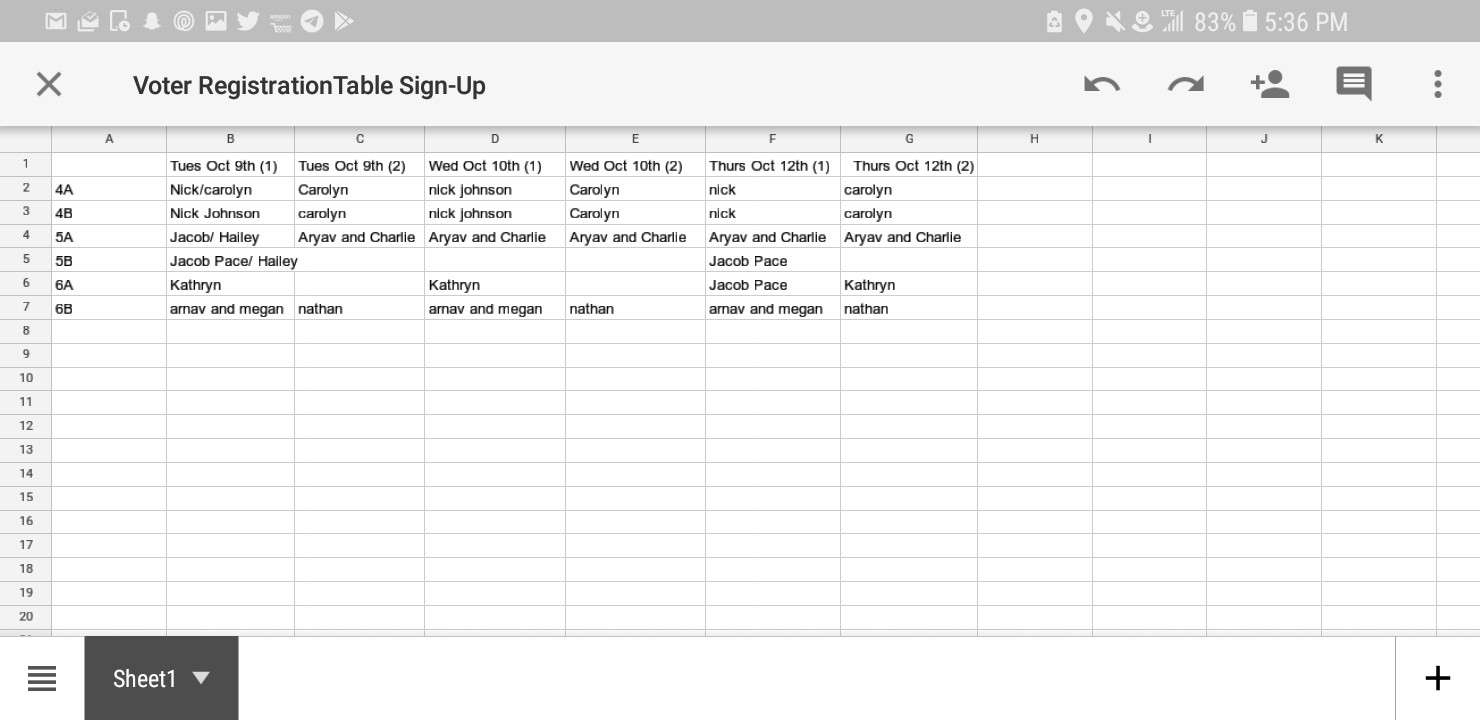 LTE 83% 5:36 PM
Voter RegistrationTable Sign-Up
A B C D E F G H I J K
1 Tues Oct 9th (1) Tues Oct 9th (2) Wed Oct 10th (1) Wed Oct 10th (2) Thurs Oct 12th (1) Thurs Oct 12th (2)
2 4A Nick/carolyn Carolyn nick johnson Carolyn nick carolyn
3 4B Nick Johnson carolyn nick johnson Carolyn nick carolyn
4 5A Jacob/ Hailey Aryav and Charlie Aryav and Charlie Aryav and Charlie Aryav and Charlie Aryav and Charlie
5 5B Jacob Pace/ Hailey Jacob Pace
6 6A Kathryn Kathryn Jacob Pace Kathryn
7 6B arnav and megan nathan arnav and megan nathan arnav and megan nathan
8
9
10
11
12
13
14
15
16
17
18
19
20
Sheet1